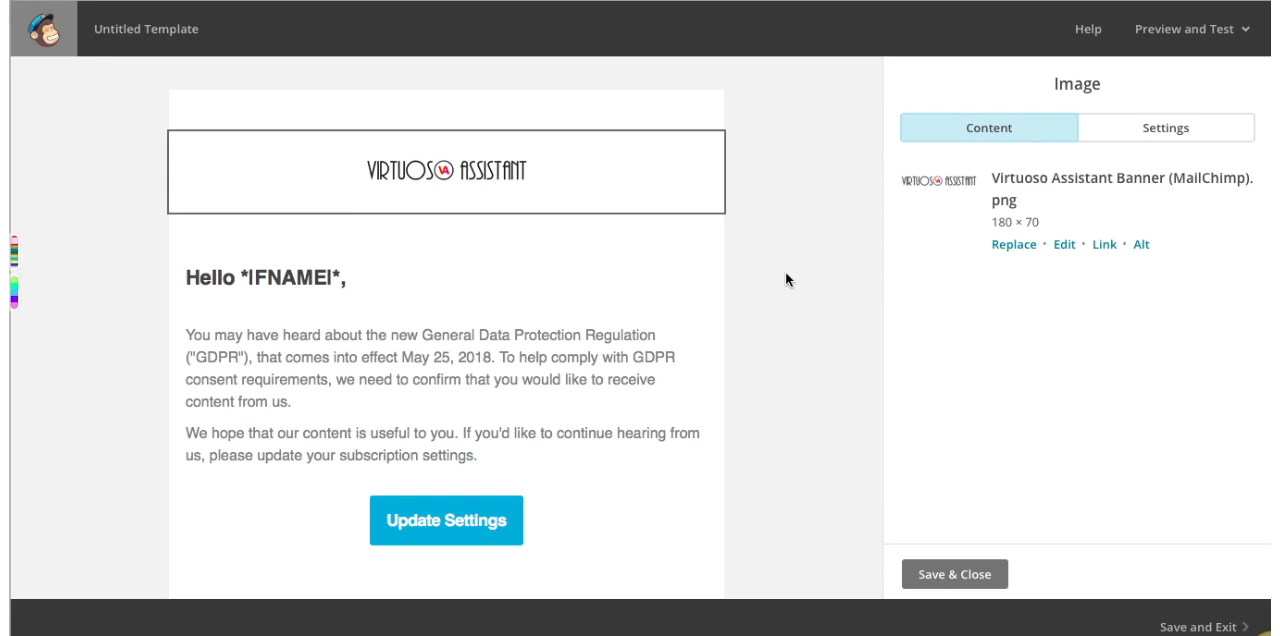 Untitled Template
Help
Preview and Test
VIRTUOSO VA ASSISTANT
Hello *|FNAME|*,
You may have heard about the new General Data Protection Regulation
("GDPR"), that comes into effect May 25, 2018. To help comply with GDPR
consent requirements, we need to confirm that you would like to receive
content from us.
We hope that our content is useful to you. If you'd like to continue hearing from
us, please update your subscription settings.
Update Settings
Image
Content
Settings
VIRTUOSO VA ASSISTANT
Virtuoso Assistant Banner (MailChimp).
png
180 × 70
Replace • Edit • Link • Alt
Save & Close
Save and Exit